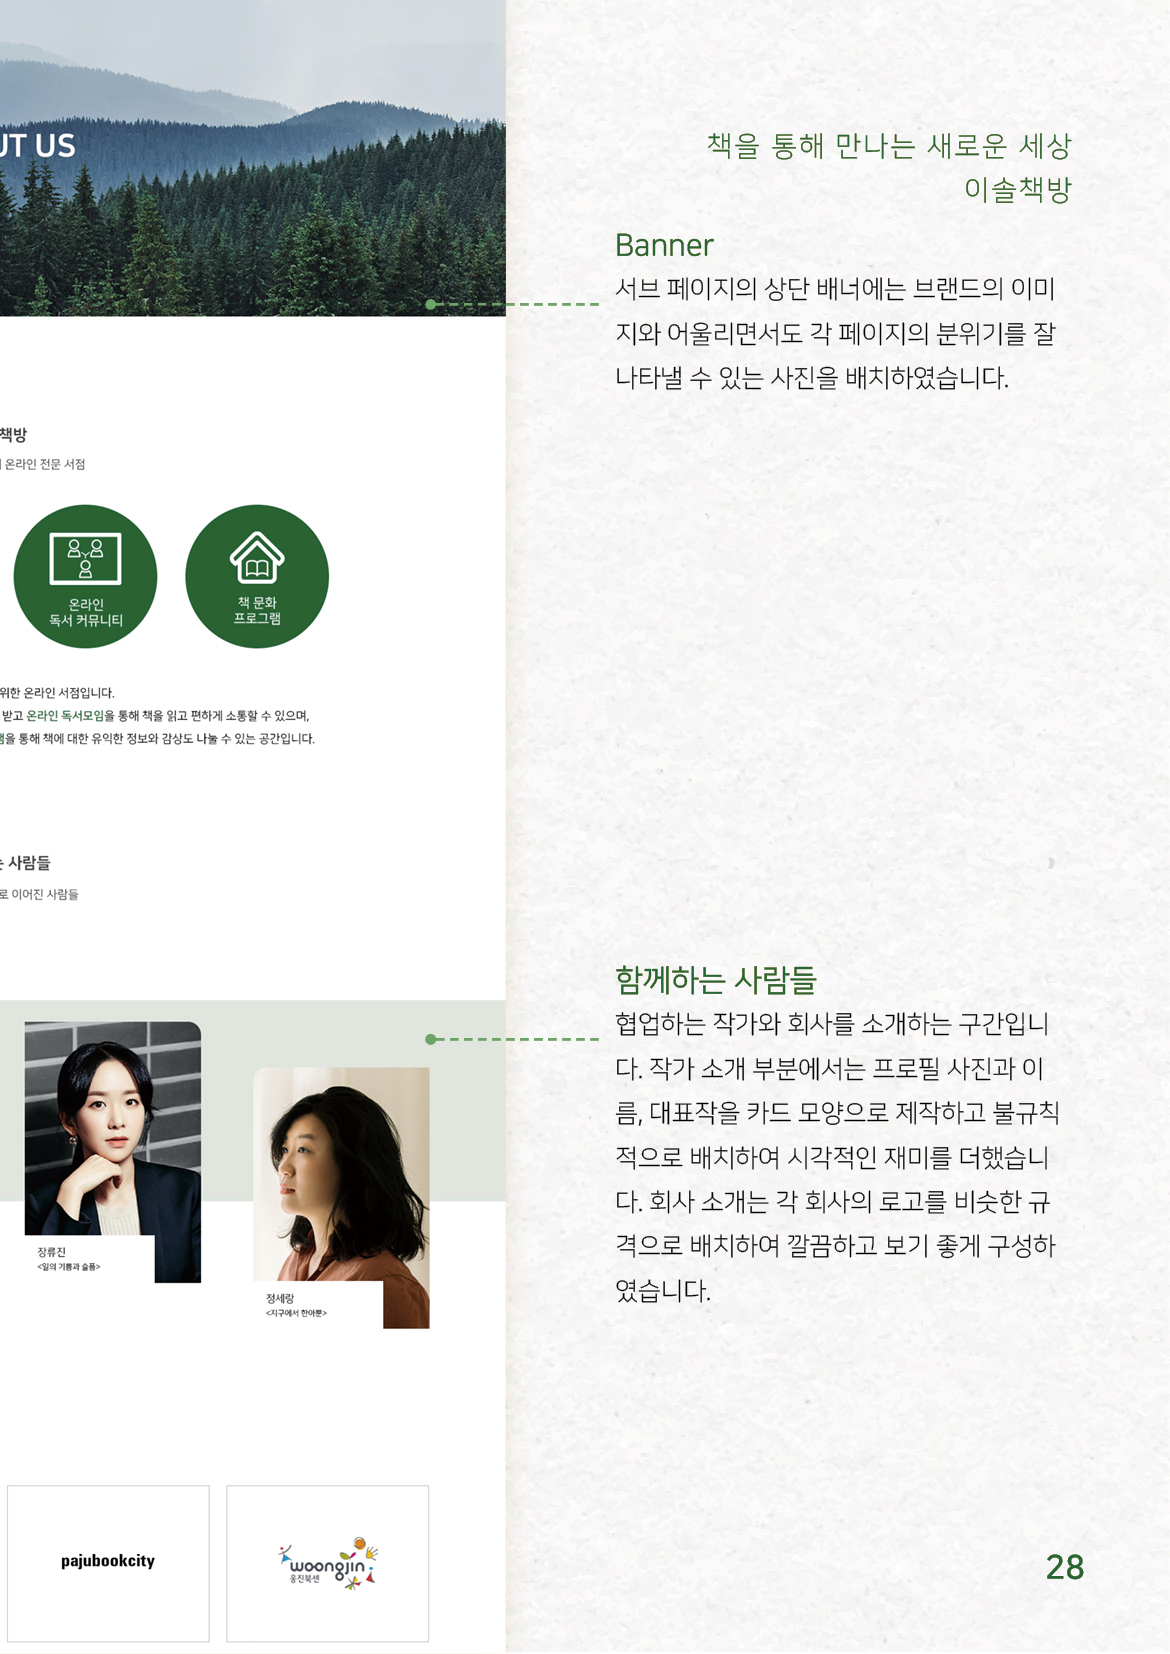 UT US
책방
온라인 전문 서점
온라인
독서 커뮤니티
책 문화
프로그램
위한 온라인 서점입니다.
받고 온라인 독서모임을 통해 책을 읽고 편하게 소통할 수 있으며,
램을 통해 책에 대한 유익한 정보와 감상도 나눌 수 있는 공간입니다.
는 사람들
로 이어진 사람들
장류진
<일의 기쁨과 슬픔>
정세랑
<지구에서 한아뿐>
pajubookcity
woongjin
웅진북센
책을 통해 만나는 새로운 세상
이솔책방
Banner
서브 페이지의 상단 배너에는 브랜드의 이미
지와 어울리면서도 각 페이지의 분위기를 잘
나타낼 수 있는 사진을 배치하였습니다.
함께하는 사람들
협업하는 작가와 회사를 소개하는 구간입니
다. 작가 소개 부분에서는 프로필 사진과 이
름, 대표작을 카드 모양으로 제작하고 불규칙
적으로 배치하여 시각적인 재미를 더했습니
다. 회사 소개는 각 회사의 로고를 비슷한 규
격으로 배치하여 깔끔하고 보기 좋게 구성하
였습니다.
28